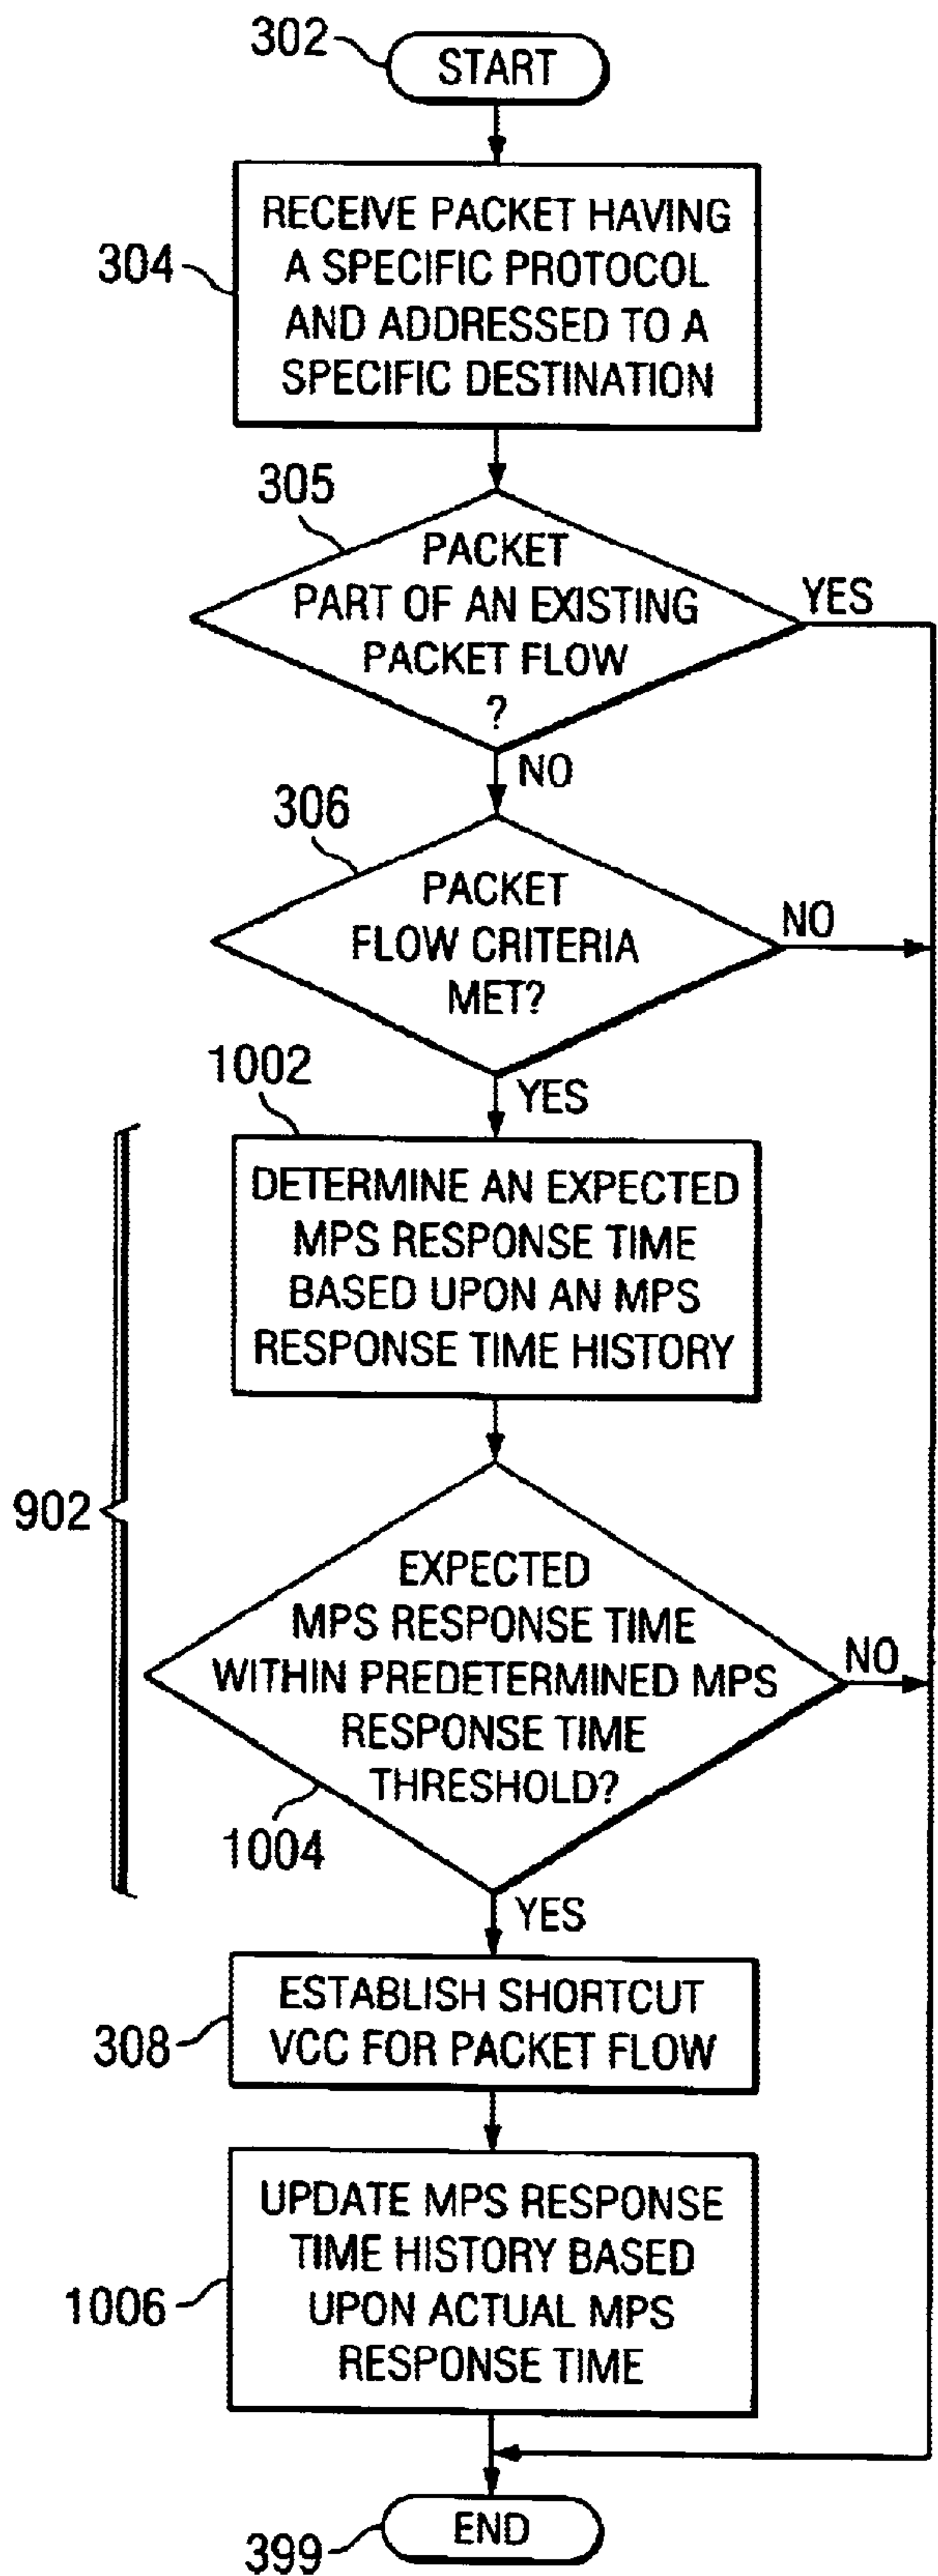 302
START
304
RECEIVE PACKET HAVING
A SPECIFIC PROTOCOL
AND ADDRESSED TO A
SPECIFIC DESTINATION
305
PACKET
PART OF AN EXISTING
PACKET FLOW
?
YES
NO
306
PACKET
FLOW CRITERIA
MET?
NO
YES
1002
DETERMINE AN EXPECTED
MPS RESPONSE TIME
BASED UPON AN MPS
RESPONSE TIME HISTORY
902
EXPECTED
MPS RESPONSE TIME
WITHIN PREDETERMINED MPS
RESPONSE TIME
THRESHOLD?
NO
1004
YES
308
ESTABLISH SHORTCUT
VCC FOR PACKET FLOW
1006
UPDATE MPS RESPONSE
TIME HISTORY BASED
UPON ACTUAL MPS
RESPONSE TIME
399
END